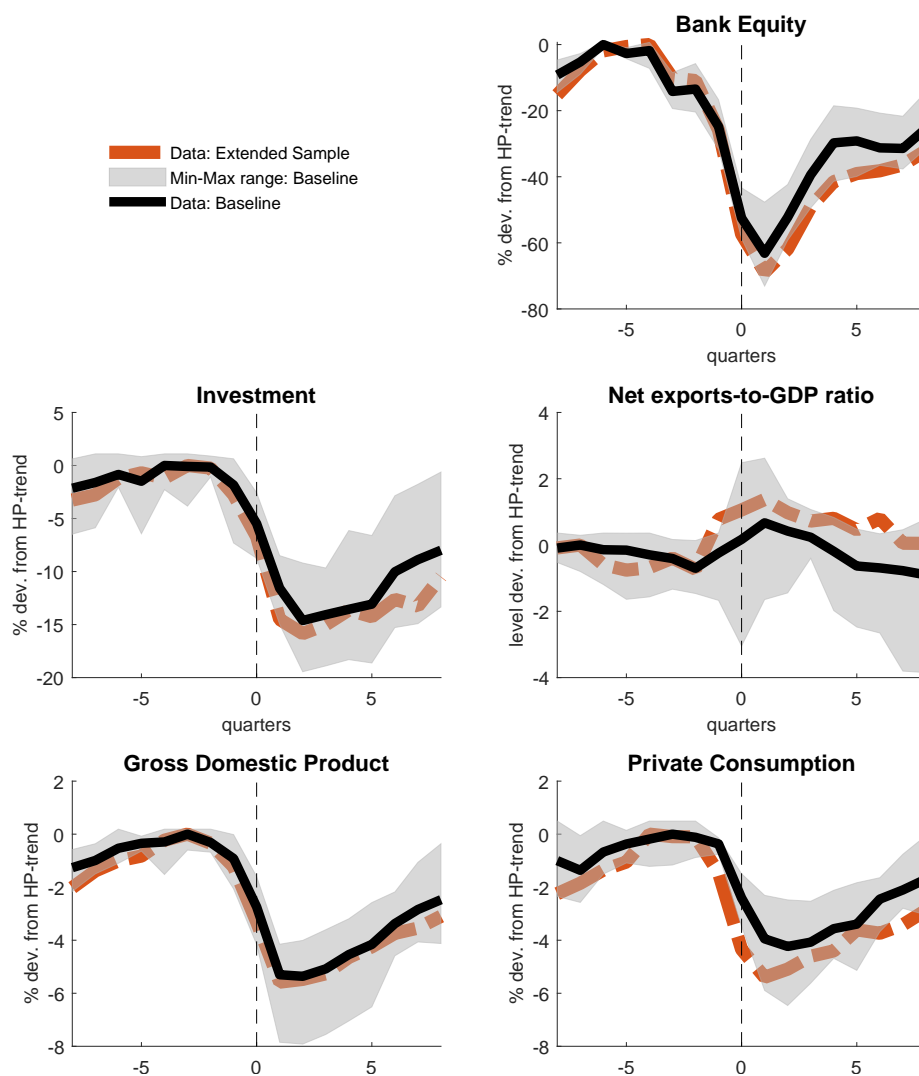 Bank Equity
0
-20
-40
-60
-80
% dev. from HP-trend
-5 0 5
quarters
Data: Extended Sample
Min-Max range: Baseline
Data: Baseline
Investment
5
0
-5
-10
-15
-20
% dev. from HP-trend
-5 0 5
quarters
Net exports-to-GDP ratio
4
2
0
-2
-4
level dev. from HP-trend
-5 0 5
quarters
Gross Domestic Product
2
0
-2
-4
-6
-8
% dev. from HP-trend
-5 0 5
Private Consumption
2
0
-2
-4
-6
-8
% dev. from HP-trend
-5 0 5